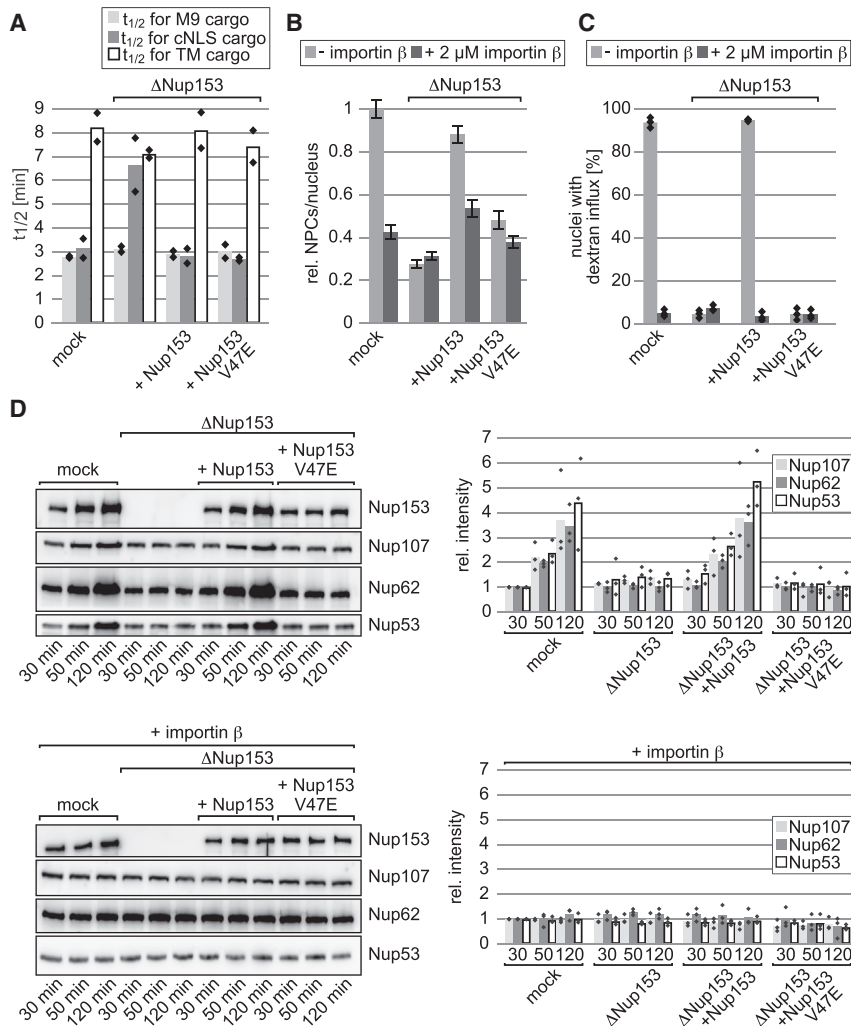 A
t1/2 for M9 cargo
t1/2 for cNLS cargo
t1/2 for TM cargo
ΔNup153
t1/2 [min]
9
8
7
6
5
4
3
2
1
0
mock
+ Nup153
+ Nup153 V47E
B
- importin β
+ 2 µM importin β
ΔNup153
rel. NPCs/nucleus
1
0.8
0.6
0.4
0.2
0
mock
+Nup153
+Nup153 V47E
C
- importin β
+ 2 µM importin β
ΔNup153
nuclei with
dextran influx [%]
100
80
60
40
20
0
mock
+Nup153
+Nup153 V47E
D
ΔNup153
mock
+ Nup153
+ Nup153
V47E
Nup153
Nup107
Nup62
Nup53
30 min 50 min 120 min 30 min 50 min 120 min 30 min 50 min 120 min 30 min 50 min 120 min
rel. intensity
7
6
5
4
3
2
1
0
Nup107
Nup62
Nup53
30 50 120 30 50 120 30 50 120 30 50 120
mock
ΔNup153
ΔNup153
+Nup153
ΔNup153
+Nup153
V47E
+ importin β
ΔNup153
mock
+ Nup153
+ Nup153
V47E
Nup153
Nup107
Nup62
Nup53
30 min 50 min 120 min 30 min 50 min 120 min 30 min 50 min 120 min 30 min 50 min 120 min
+ importin β
rel. intensity
7
6
5
4
3
2
1
0
Nup107
Nup62
Nup53
30 50 120 30 50 120 30 50 120 30 50 120
mock
ΔNup153
ΔNup153
+Nup153
ΔNup153
+Nup153
V47E